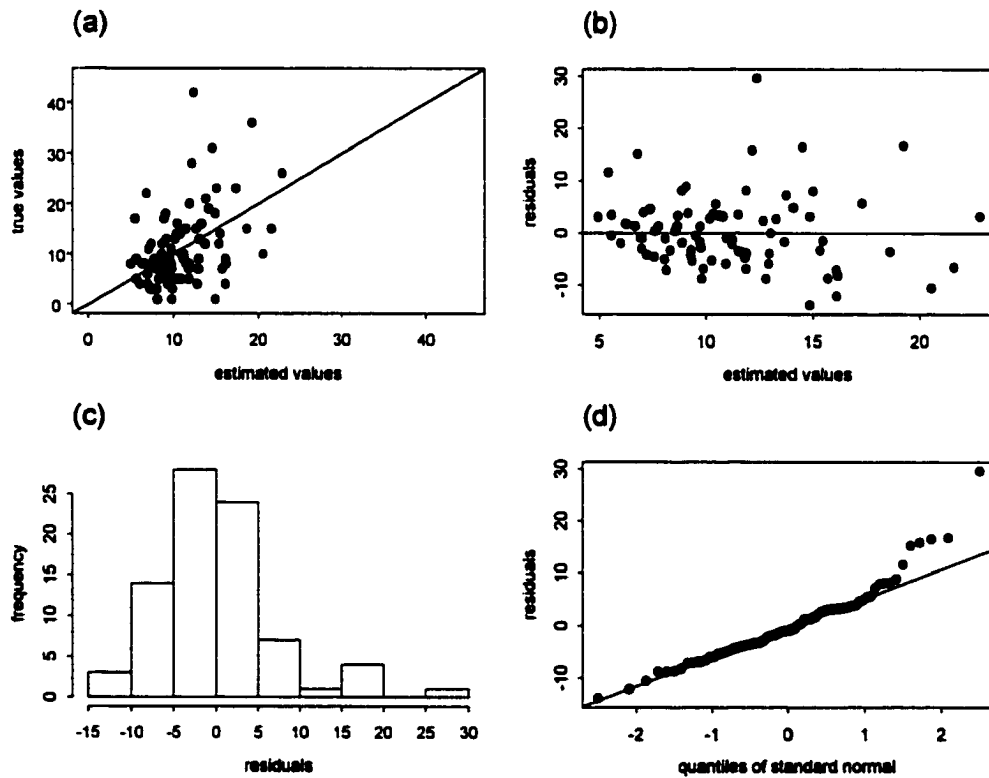 (a)
40
30
20
10
0
true values
0 10 20 30 40
estimated values
(b)
30
20
10
0
-10
residuals
5 10 15 20
estimated values
(c)
25
15
5
0
frequency
-15 -10 -5 0 5 10 15 20 25 30
residuals
(d)
30
20
10
0
-10
residuals
-2 -1 0 1 2
quantiles of standard normal